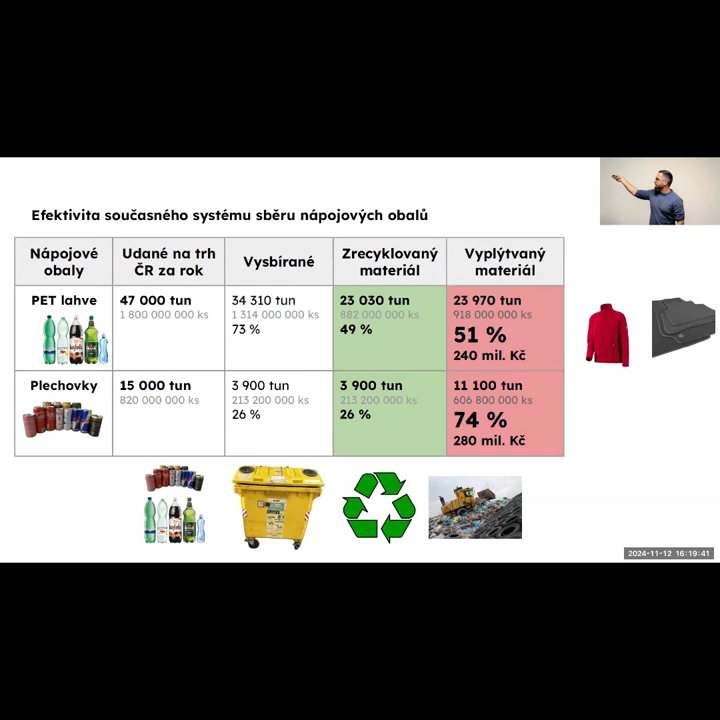 Efektivita současného systému sběru nápojových obalů
Nápojové obaly
Udané na trh ČR za rok
Vysbírané
Zrecyklovaný materiál
Vyplýtvaný materiál
PET lahve
47 000 tun
1 800 000 000 ks
34 310 tun
1 314 000 000 ks
73 %
23 030 tun
882 000 000 ks
49 %
23 970 tun
918 000 000 ks
51 %
240 mil. Kč
Plechovky
15 000 tun
820 000 000 ks
3 900 tun
213 200 000 ks
26 %
3 900 tun
213 200 000 ks
26 %
11 100 tun
606 800 000 ks
74 %
280 mil. Kč
2024-11-12 16:19:41